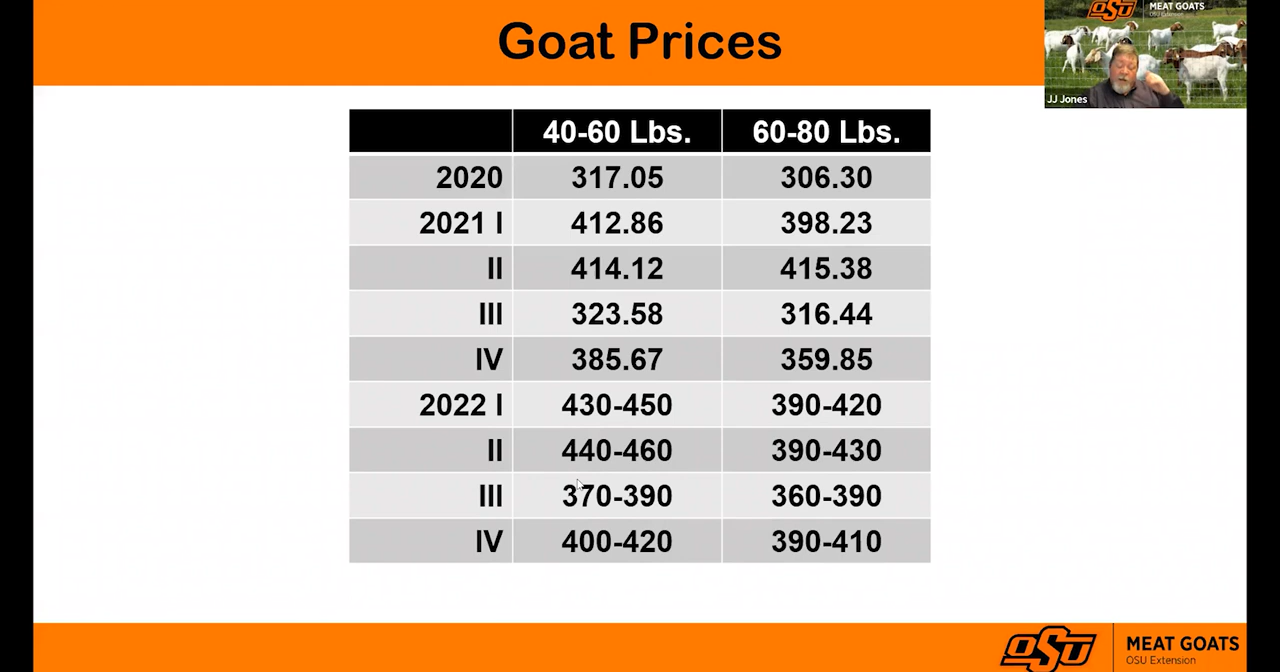 Goat Prices
OSU MEAT GOATS
OSU Extension
JJ Jones
40-60 Lbs. 60-80 Lbs.
2020 317.05 306.30
2021 I 412.86 398.23
II 414.12 415.38
III 323.58 316.44
IV 385.67 359.85
2022 I 430-450 390-420
II 440-460 390-430
III 370-390 360-390
IV 400-420 390-410
OSU MEAT GOATS
OSU Extension